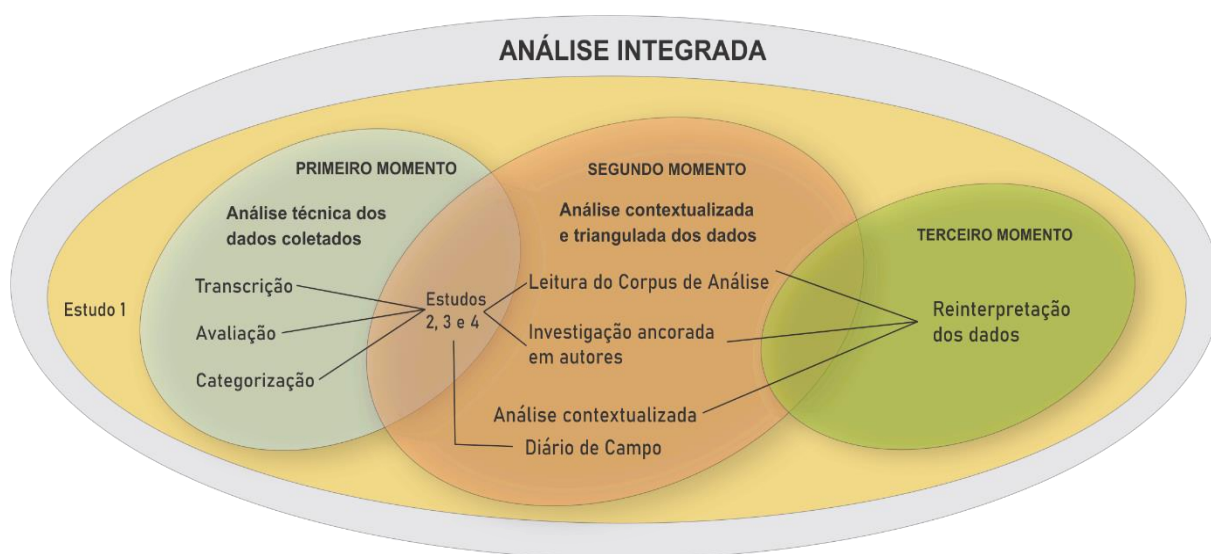 ANÁLISE INTEGRADA
PRIMEIRO MOMENTO
Análise técnica dos
dados coletados
Transcrição
Avaliação
Categorização
Estudo 1
Estudos
2, 3 e 4
SEGUNDO MOMENTO
Análise contextualizada
e triangulada dos dados
Leitura do Corpus de Análise
Investigação ancorada
em autores
Análise contextualizada
Diário de Campo
TERCEIRO MOMENTO
Reinterpretação
dos dados